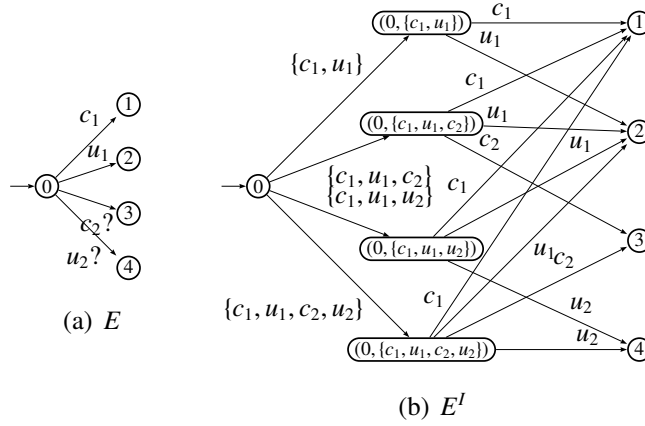 (0,{c₁,u₁})
c₁
1
u₁
{c₁,u₁}
c₁
1
c₁
(0,{c₁,u₁,c₂})
u₁
2
u₁
2
c₂
u₁
0
0
{c₁,u₁,c₂}
c₁
{c₁,u₁,u₂}
3
c₂?
3
u₂?
4
(0,{c₁,u₁,u₂})
u₁
c₂
(a) E
{c₁,u₁,c₂,u₂}
c₁
u₂
(0,{c₁,u₁,c₂,u₂})
u₂
4
(b) Eᴵ